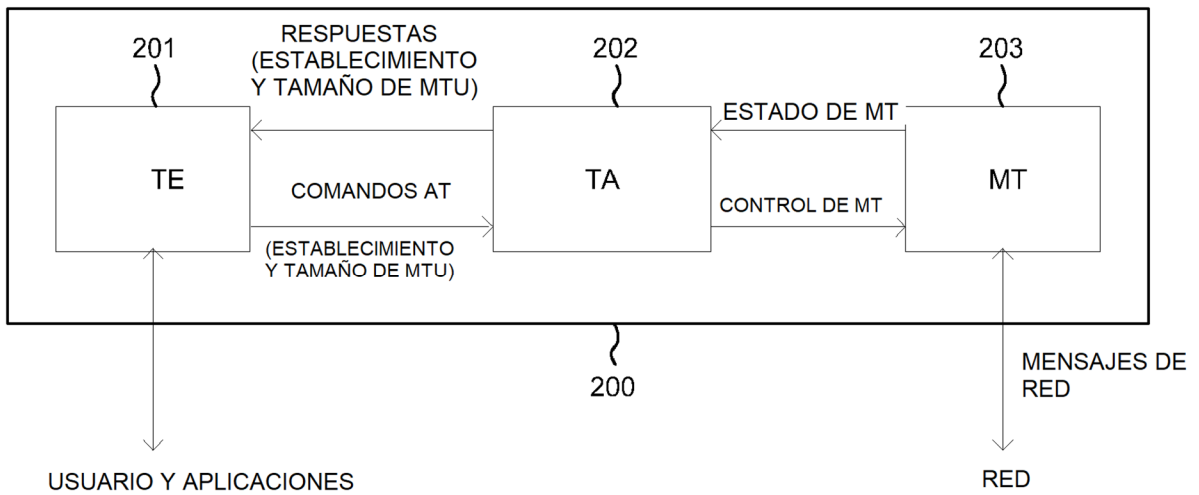 RESPUESTAS
(ESTABLECIMIENTO
Y TAMAÑO DE MTU)
201
202
203
ESTADO DE MT
TE
TA
MT
COMANDOS AT
CONTROL DE MT
(ESTABLECIMIENTO
Y TAMAÑO DE MTU)
200
MENSAJES DE
RED
USUARIO Y APLICACIONES
RED